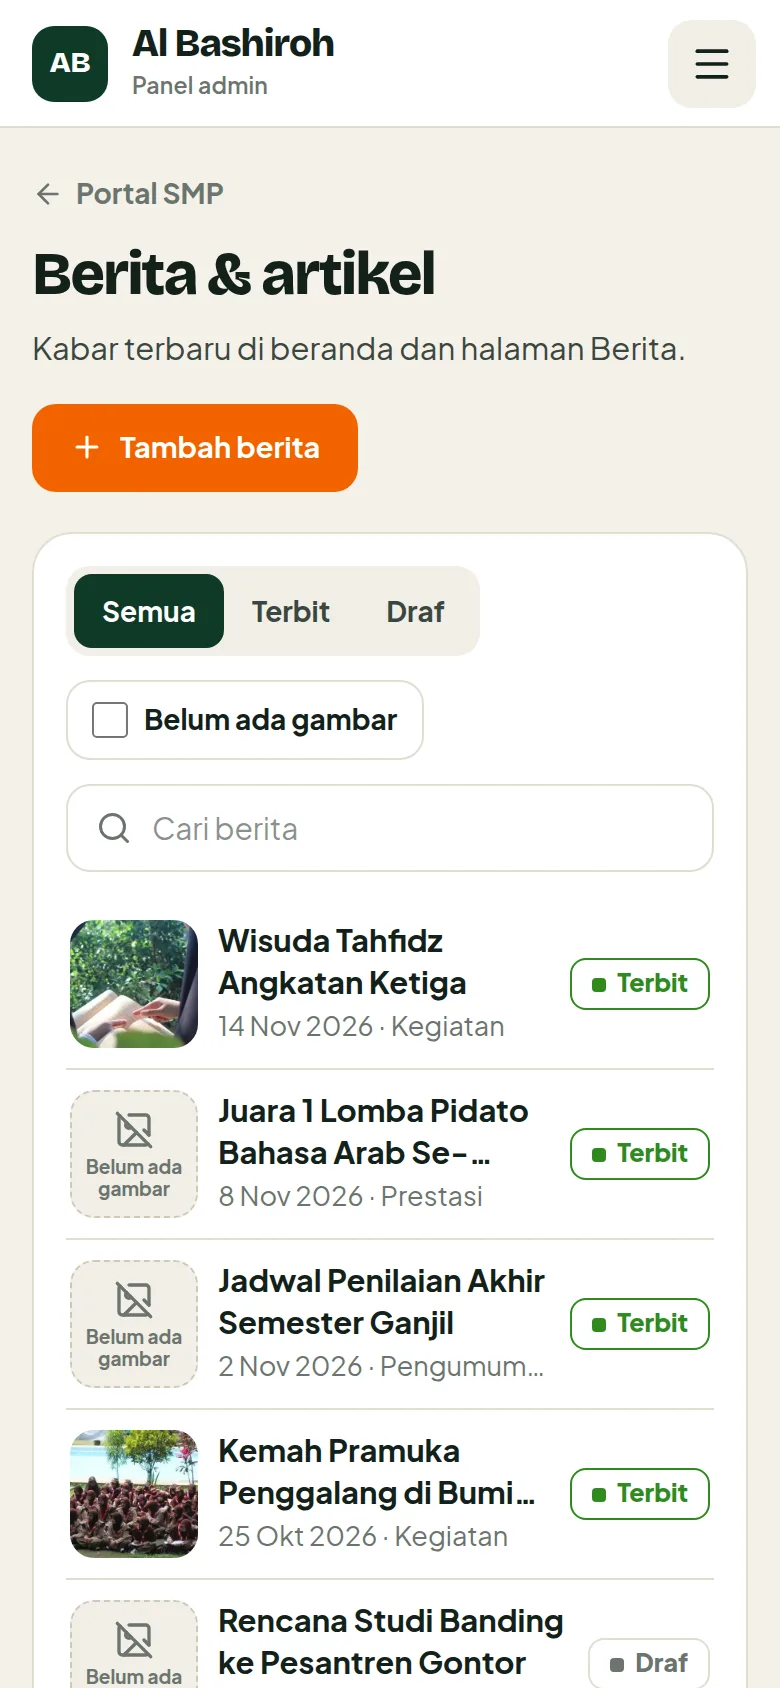 AB
Al Bashiroh
Panel admin
Portal SMP
Berita & artikel
Kabar terbaru di beranda dan halaman Berita.
Tambah berita
Semua
Terbit
Draf
Belum ada gambar
Cari berita
Wisuda Tahfidz
Angkatan Ketiga
14 Nov 2026 · Kegiatan
Terbit
Belum ada
gambar
Juara 1 Lomba Pidato
Bahasa Arab Se-...
8 Nov 2026 · Prestasi
Terbit
Belum ada
gambar
Jadwal Penilaian Akhir
Semester Ganjil
2 Nov 2026 · Pengumum...
Terbit
Kemah Pramuka
Penggalang di Bumi...
25 Okt 2026 · Kegiatan
Terbit
Belum ada
Rencana Studi Banding
ke Pesantren Gontor
Draf